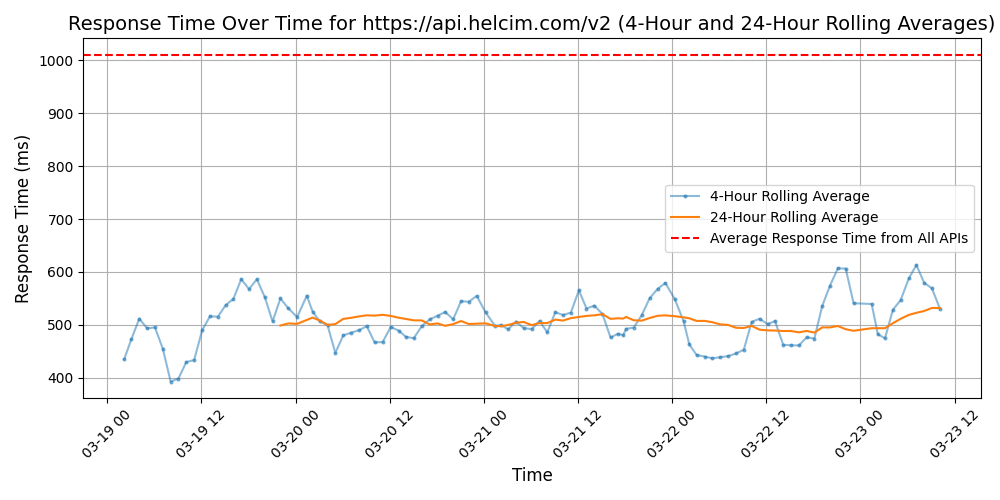 Response Time Over Time for https://api.helcim.com/v2 (4-Hour and 24-Hour Rolling Averages)
Response Time (ms)
1000
900
800
700
600
500
400
4-Hour Rolling Average
24-Hour Rolling Average
Average Response Time from All APIs
03-19 00
03-19 12
03-20 00
03-20 12
03-21 00
03-21 12
03-22 00
03-22 12
03-23 00
03-23 12
Time